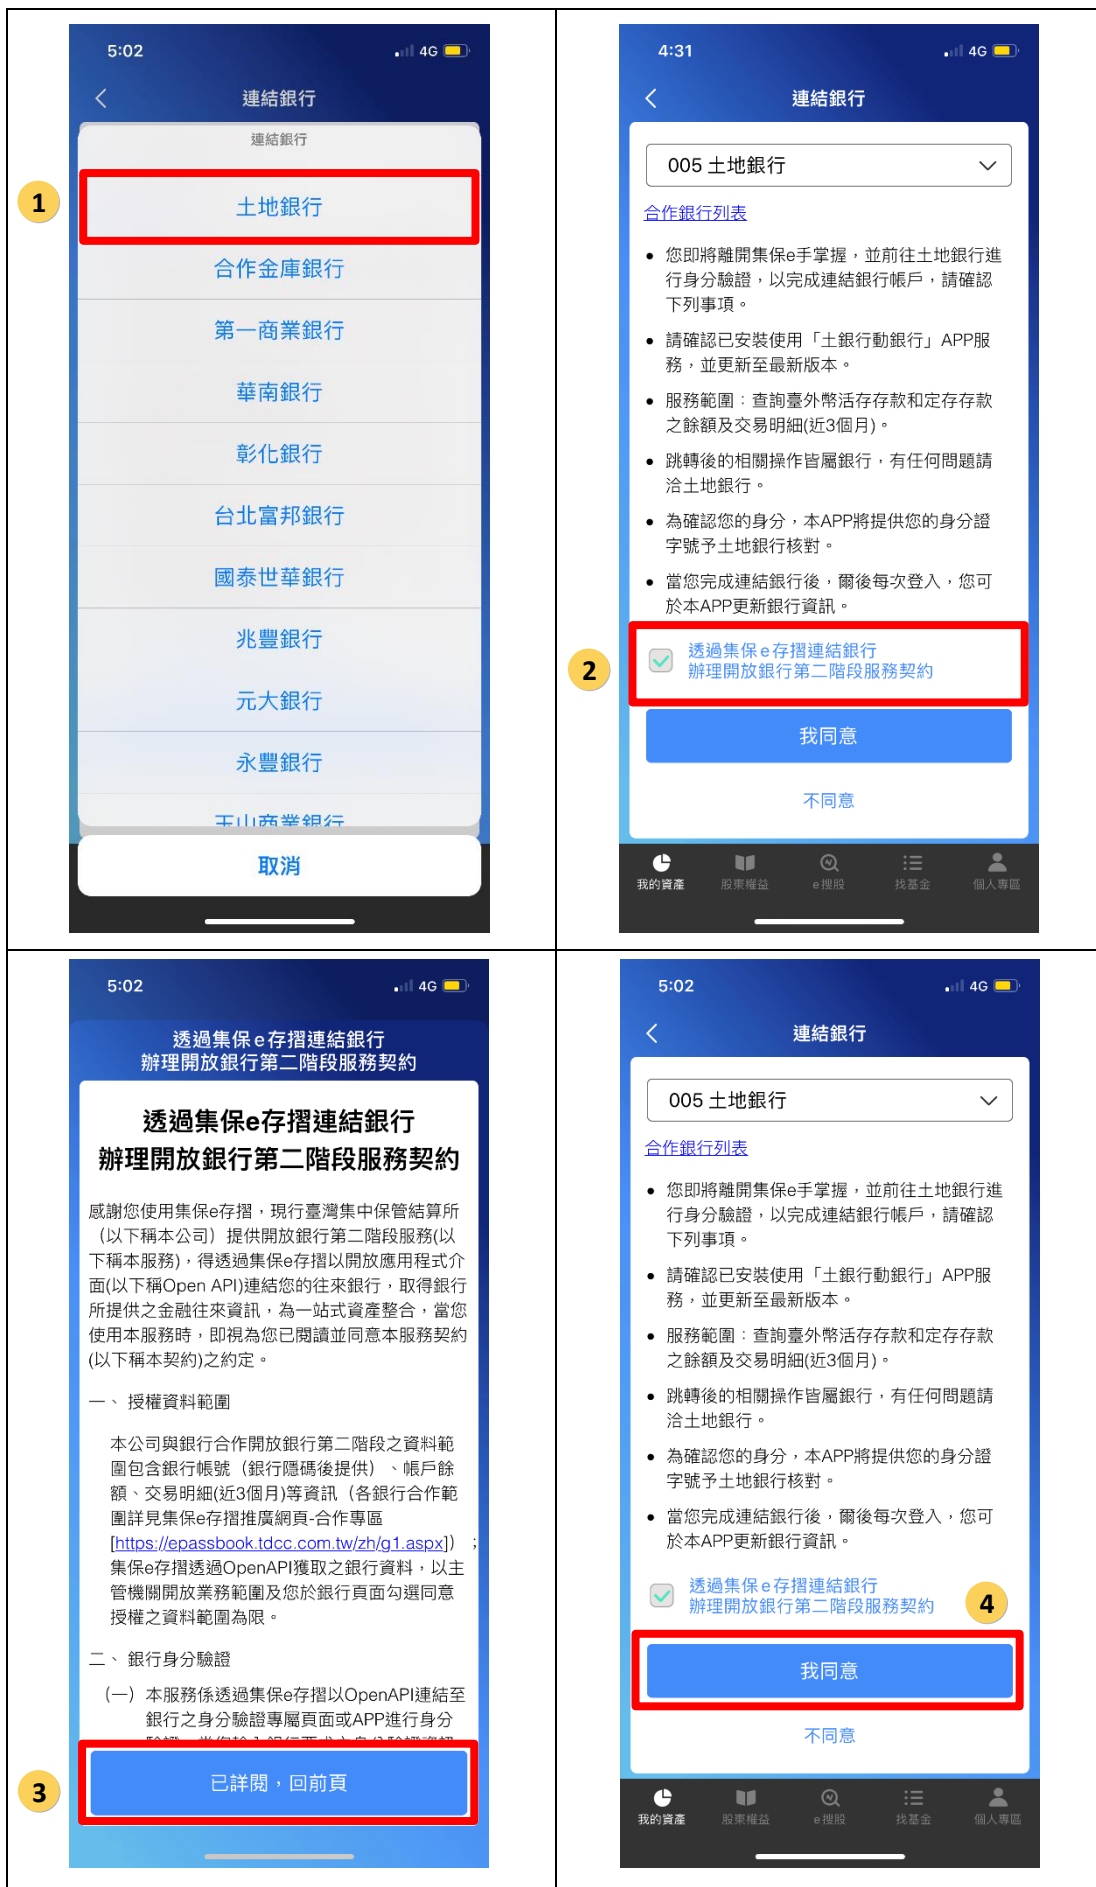 5:02
4G
連結銀行
連結銀行
1
土地銀行
合作金庫銀行
第一商業銀行
華南銀行
彰化銀行
台北富邦銀行
國泰世華銀行
兆豐銀行
元大銀行
永豐銀行
玉山商業銀行
取消
4:31
4G
連結銀行
005 土地銀行
合作銀行列表
• 您即將離開集保e手掌握，並前往土地銀行進
行身分驗證，以完成連結銀行帳戶，請確認
下列事項。
• 請確認已安裝使用「土銀行動銀行」APP服
務，並更新至最新版本。
• 服務範圍：查詢臺外幣活存存款和定存存款
之餘額及交易明細(近3個月)。
• 跳轉後的相關操作皆屬銀行，有任何問題請
洽土地銀行。
• 為確認您的身分，本APP將提供您的身分證
字號予土地銀行核對。
• 當您完成連結銀行後，爾後每次登入，您可
於本APP更新銀行資訊。
2
透過集保e存摺連結銀行
辦理開放銀行第二階段服務契約
我同意
不同意
我的資產 股東權益 e搜股 找基金 個人專區
5:02
4G
透過集保e存摺連結銀行
辦理開放銀行第二階段服務契約
透過集保e存摺連結銀行
辦理開放銀行第二階段服務契約
感謝您使用集保e存摺，現行臺灣集中保管結算所
（以下稱本公司）提供開放銀行第二階段服務(以
下稱本服務)，得透過集保e存摺以開放應用程式介
面(以下稱Open API)連結您的往來銀行，取得銀行
所提供之金融往來資訊，為一站式資產整合，當您
使用本服務時，即視為您已閱讀並同意本服務契約
(以下稱本契約)之約定。
一、 授權資料範圍
本公司與銀行合作開放銀行第二階段之資料範
圍包含銀行帳號（銀行隱碼後提供）、帳戶餘
額、交易明細(近3個月)等資訊（各銀行合作範
圍詳見集保e存摺推廣網頁-合作專區
[https://epassbook.tdcc.com.tw/zh/g1.aspx]）；
集保e存摺透過OpenAPI獲取之銀行資料，以主
管機關開放業務範圍及您於銀行頁面勾選同意
授權之資料範圍為限。
二、 銀行身分驗證
（一）本服務係透過集保e存摺以OpenAPI連結至
銀行之身分驗證專屬頁面或APP進行身分
3
已詳閱，回前頁
5:02
4G
連結銀行
005 土地銀行
合作銀行列表
• 您即將離開集保e手掌握，並前往土地銀行進
行身分驗證，以完成連結銀行帳戶，請確認
下列事項。
• 請確認已安裝使用「土銀行動銀行」APP服
務，並更新至最新版本。
• 服務範圍：查詢臺外幣活存存款和定存存款
之餘額及交易明細(近3個月)。
• 跳轉後的相關操作皆屬銀行，有任何問題請
洽土地銀行。
• 為確認您的身分，本APP將提供您的身分證
字號予土地銀行核對。
• 當您完成連結銀行後，爾後每次登入，您可
於本APP更新銀行資訊。
透過集保e存摺連結銀行
辦理開放銀行第二階段服務契約
4
我同意
不同意
我的資產 股東權益 e搜股 找基金 個人專區